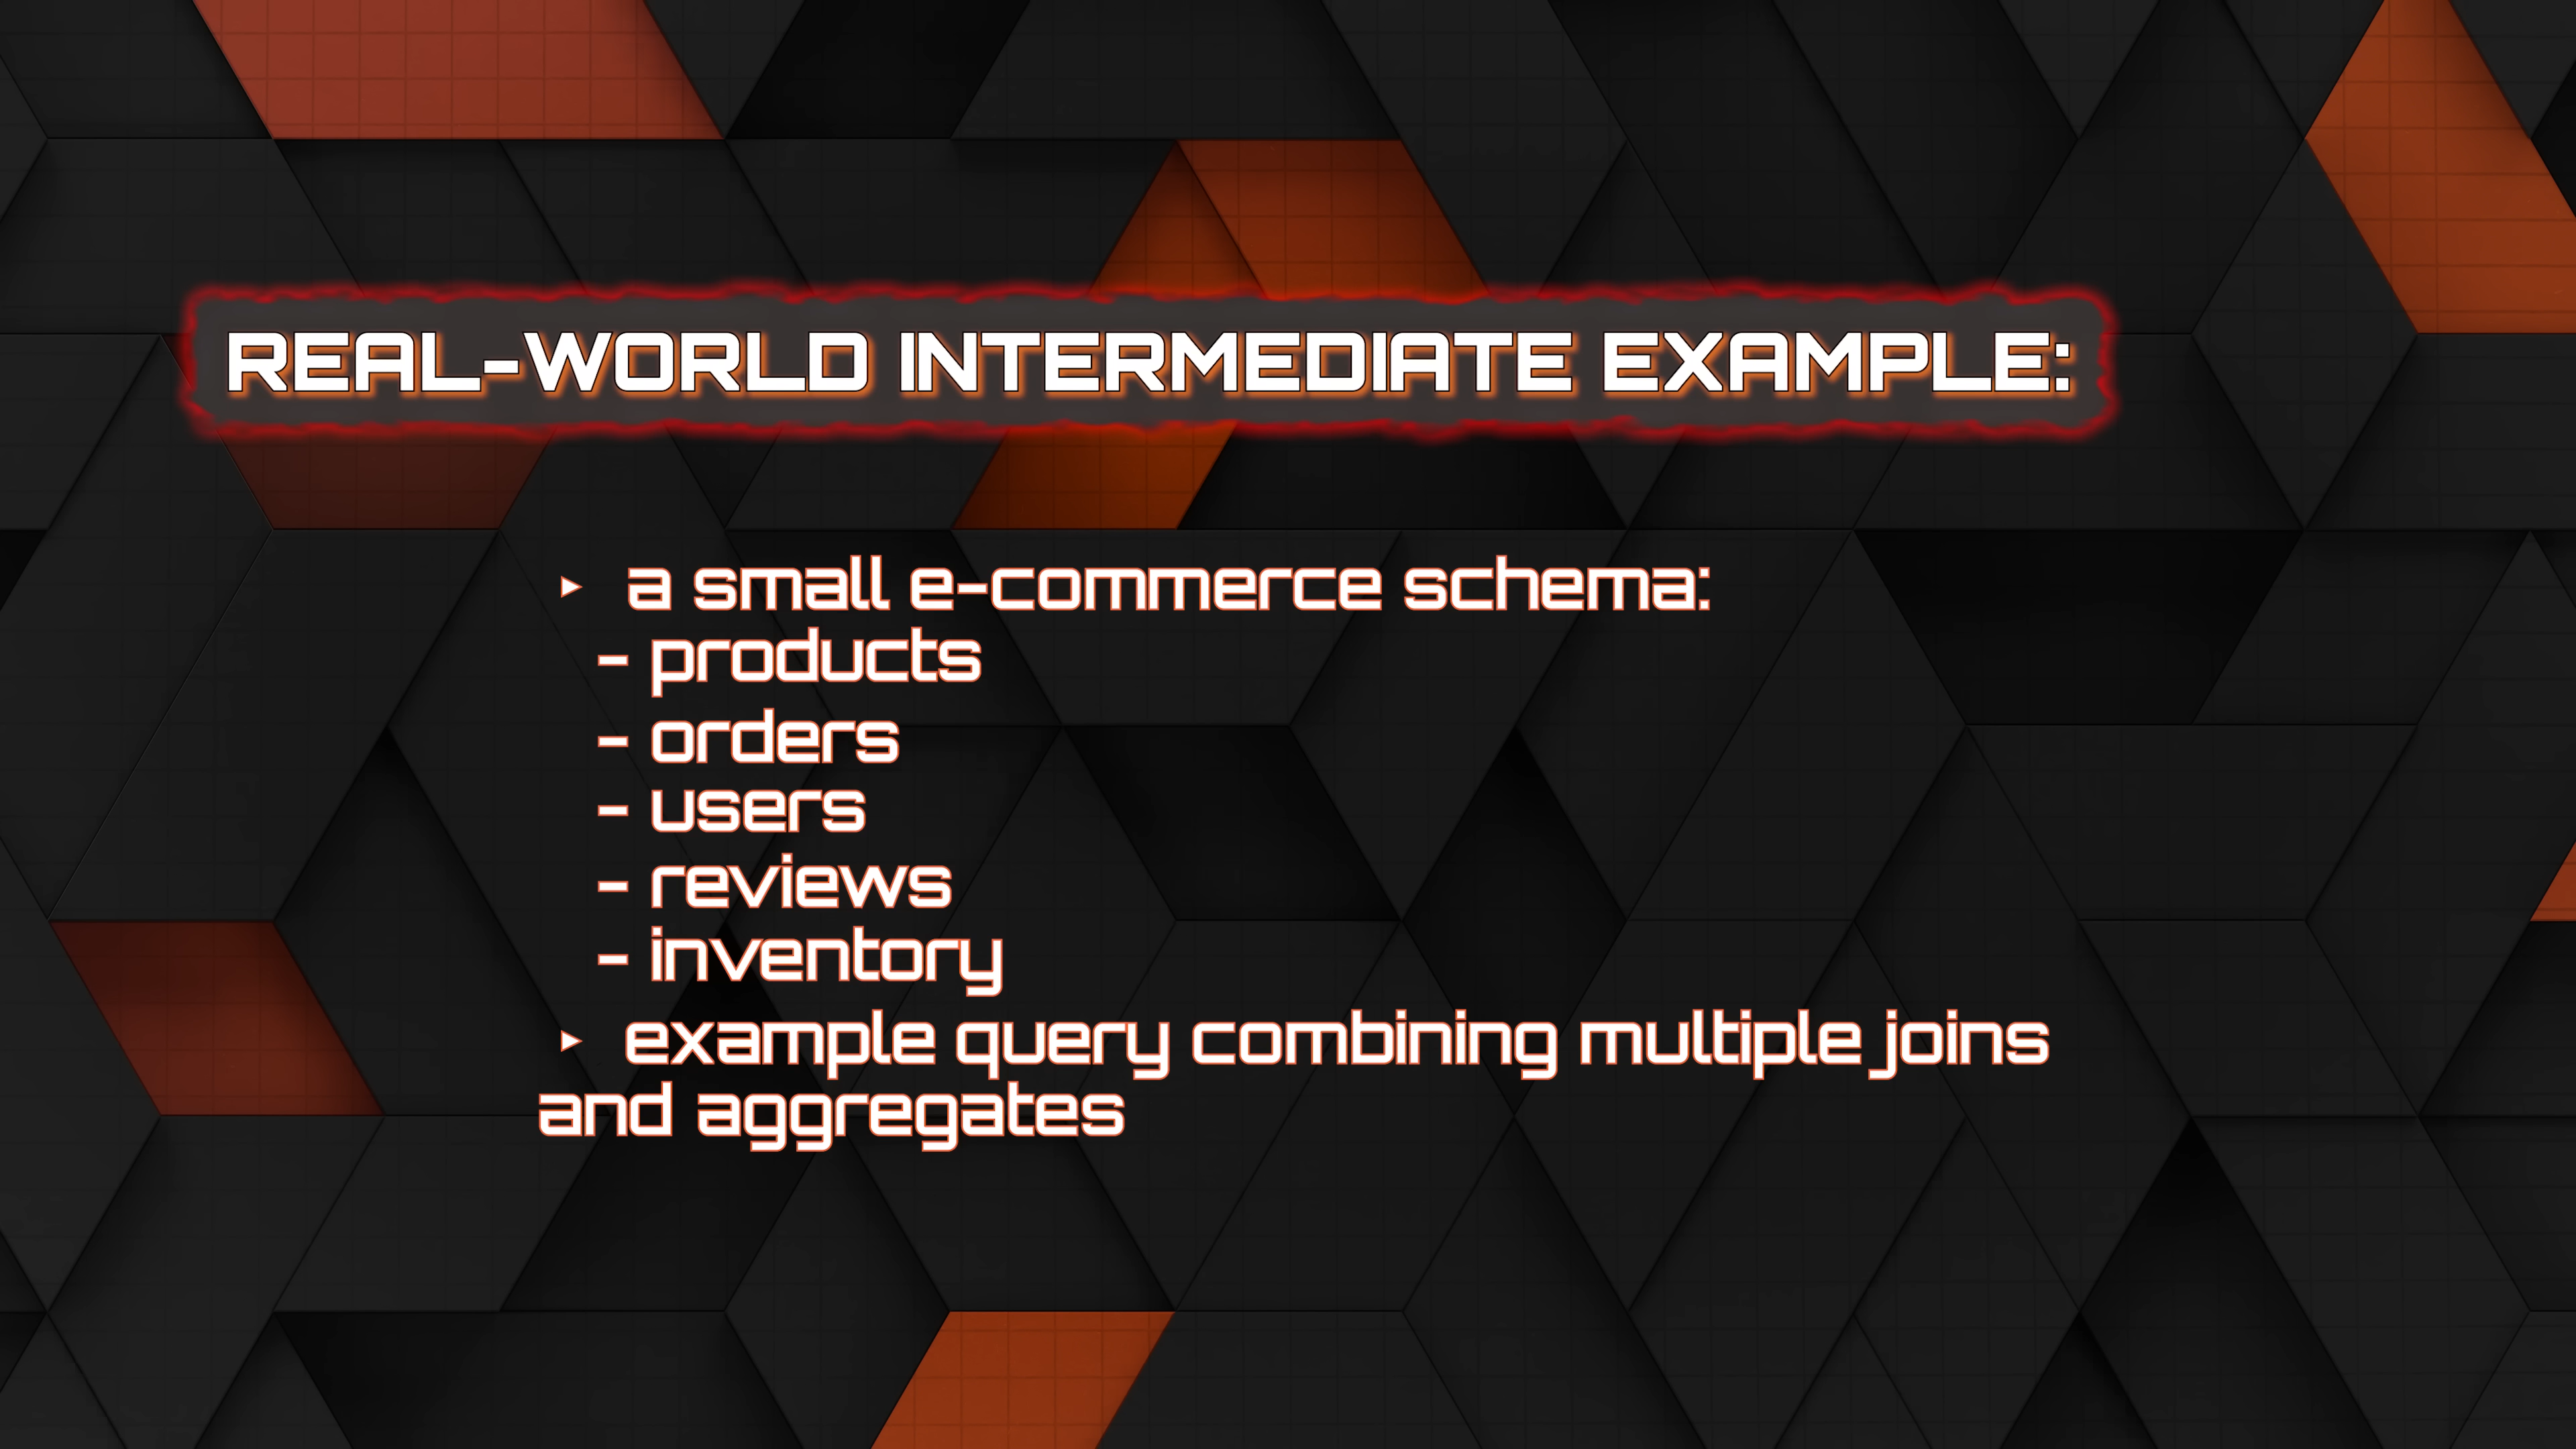 REAL-WORLD INTERMEDIATE EXAMPLE:
▸ a small e-commerce schema:
- products
- orders
- users
- reviews
- inventory
▸ example query combining multiple joins
and aggregates